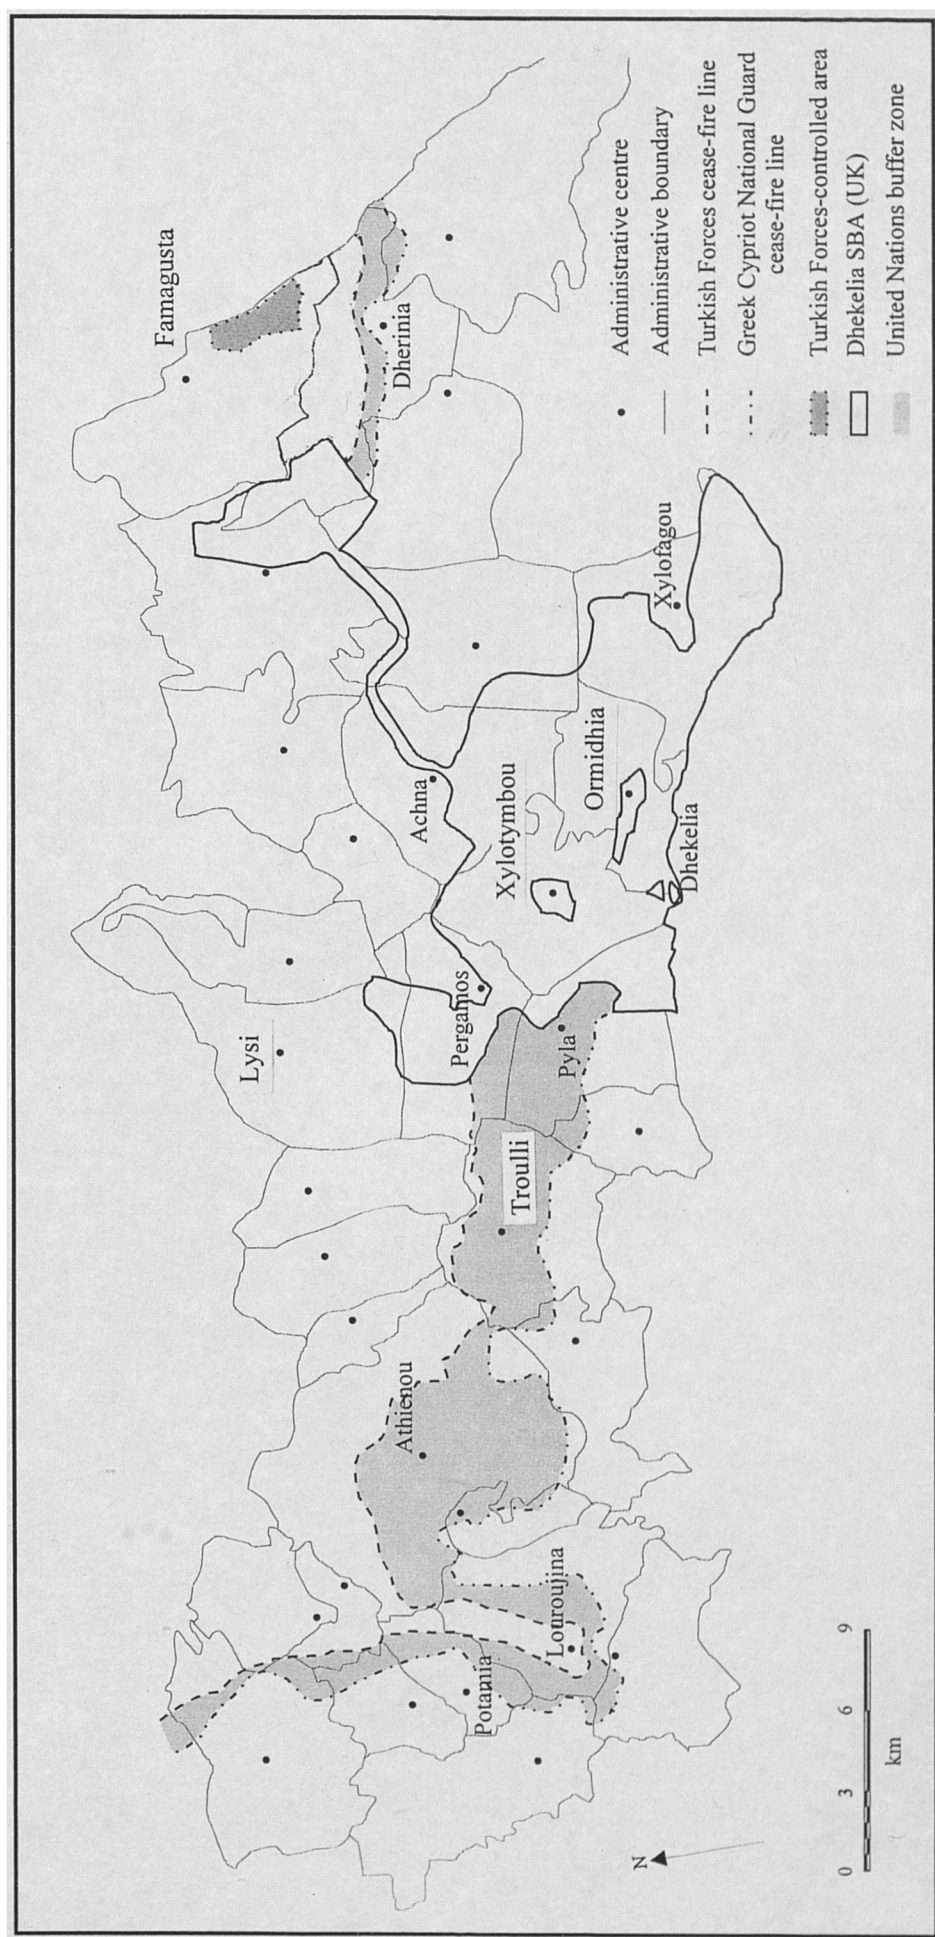 Famagusta
Dherinia
Lysi
Achna
Pergamos
Xylotymbou
Ormidhia
Xylofagou
Dhekelia
Pyla
Troulli
Athienou
Louroujina
Potamia
Administrative centre
Administrative boundary
Turkish Forces cease-fire line
Greek Cypriot National Guard
cease-fire line
Turkish Forces-controlled area
Dhekelia SBA (UK)
United Nations buffer zone
N
0 3 6 9
km